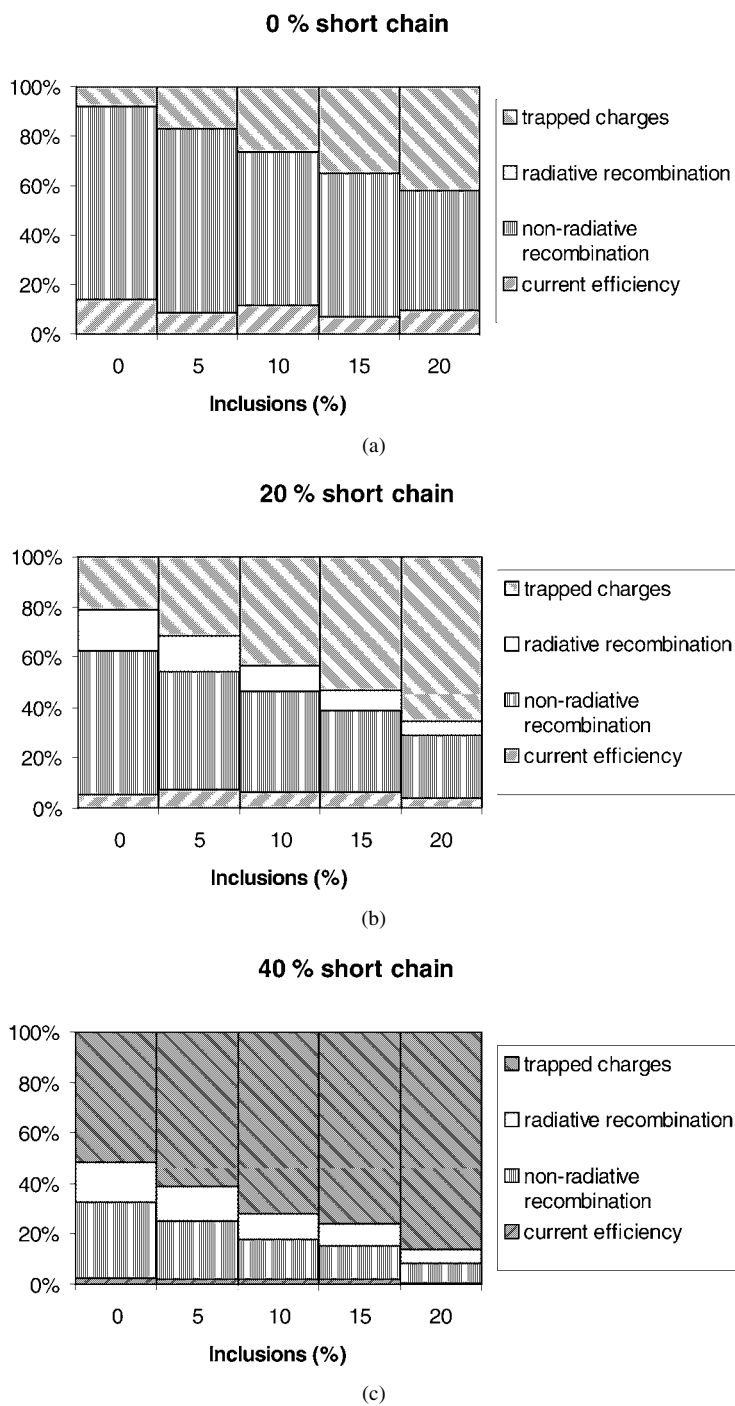 0 % short chain
100%
80%
60%
40%
20%
0%
0 5 10 15 20
Inclusions (%)
trapped charges
radiative recombination
non-radiative
recombination
current efficiency
(a)
20 % short chain
100%
80%
60%
40%
20%
0%
0 5 10 15 20
Inclusions (%)
trapped charges
radiative recombination
non-radiative
recombination
current efficiency
(b)
40 % short chain
100%
80%
60%
40%
20%
0%
0 5 10 15 20
Inclusions (%)
trapped charges
radiative recombination
non-radiative
recombination
current efficiency
(c)